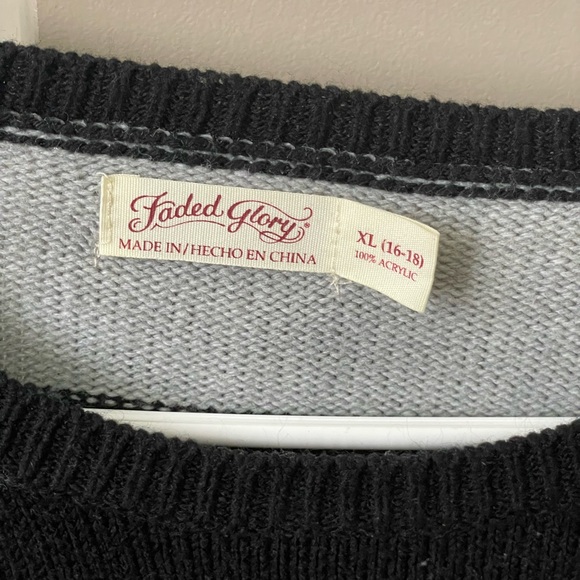 Faded Glory®
MADE IN/HECHO EN CHINA
XL (16-18)
100% ACRYLIC